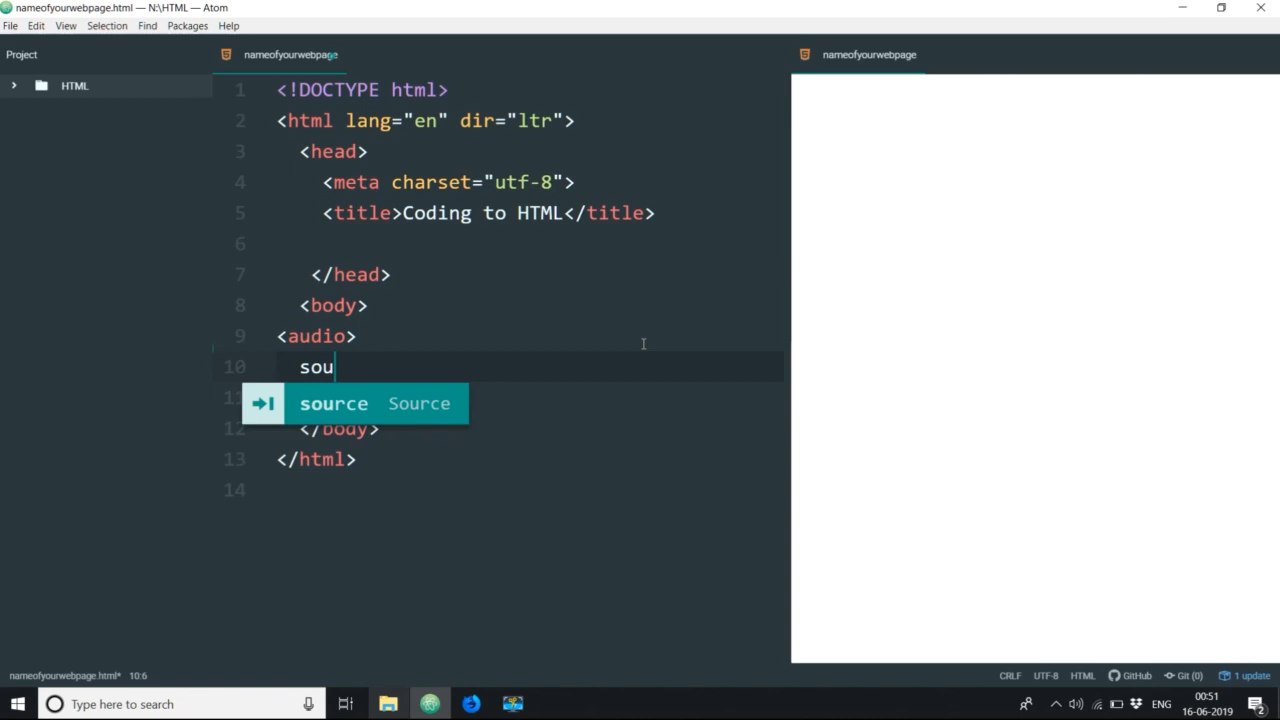 nameofyourwebpage.html — N:\HTML — Atom
File Edit View Selection Find Packages Help
Project
nameofyourwebpage
nameofyourwebpage
HTML
1 <!DOCTYPE html>
2 <html lang="en" dir="ltr">
3 <head>
4 <meta charset="utf-8">
5 <title>Coding to HTML</title>
6
7 </head>
8 <body>
9 <audio>
10 sou
source Source
12 </body>
13 </html>
14
nameofyourwebpage.html* 10:6
CRLF UTF-8 HTML GitHub Git (0) 1 update
Type here to search
ENG
00:51
16-06-2019
2